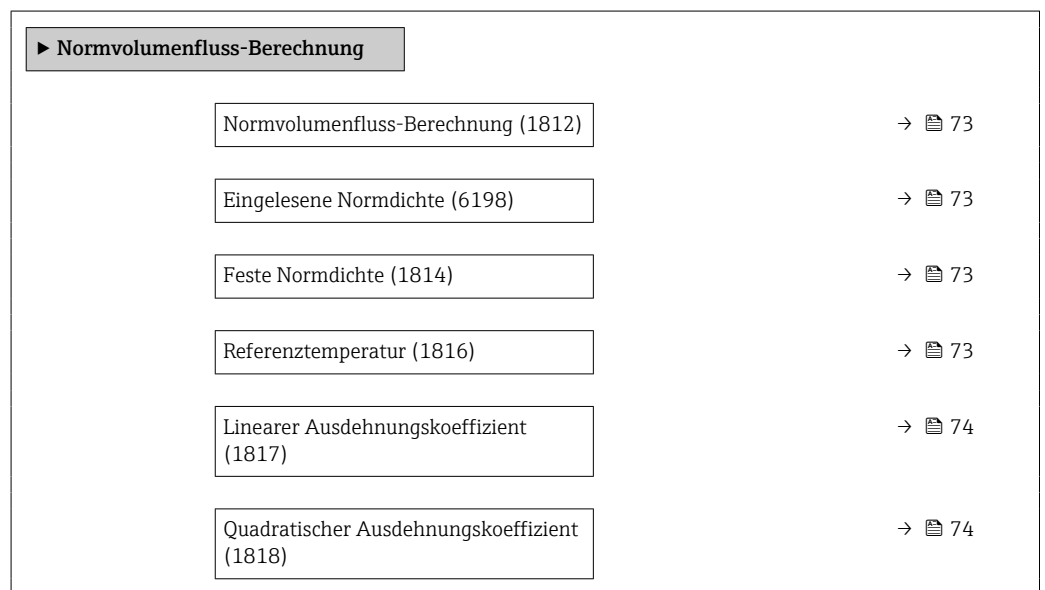 ▶ Normvolumenfluss-Berechnung
Normvolumenfluss-Berechnung (1812) → 73
Eingelesene Normdichte (6198) → 73
Feste Normdichte (1814) → 73
Referenztemperatur (1816) → 73
Linearer Ausdehnungskoeffizient → 74
(1817)
Quadratischer Ausdehnungskoeffizient → 74
(1818)